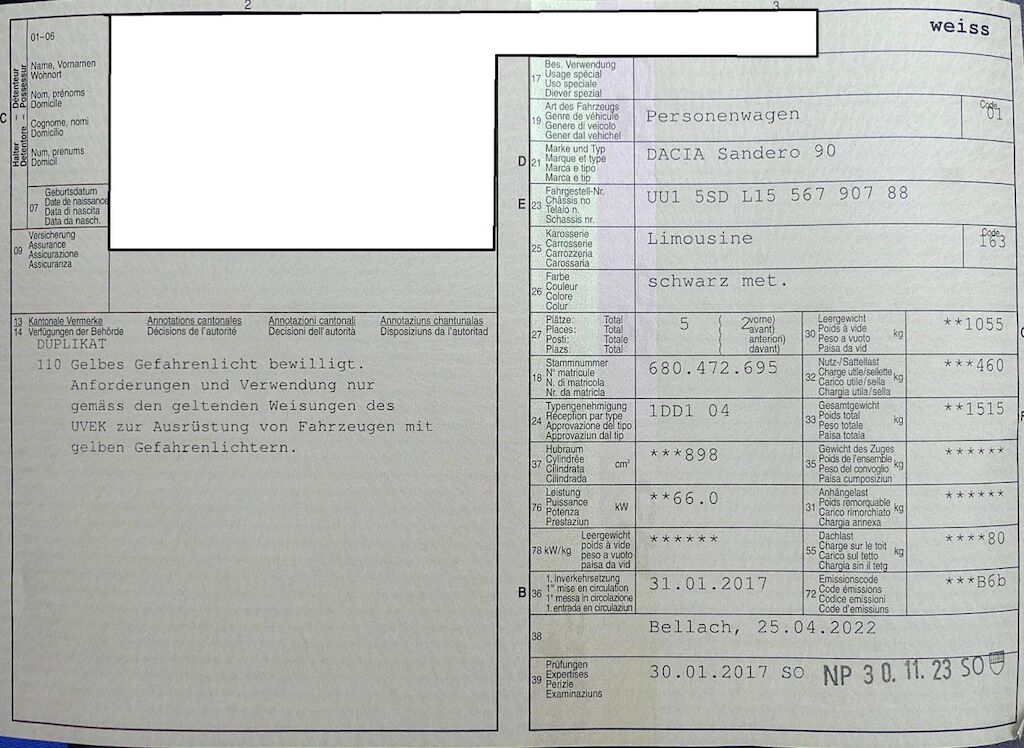 2
3
weiss
C
Halter – Détenteur
Detentore – Possessur
01–06
Name, Vornamen
Wohnort
Nom, prénoms
Domicile
Cognome, nomi
Domicilio
Num, prenums
Domicil
07
Geburtsdatum
Date de naissance
Data di nascita
Data da nasch.
09
Versicherung
Assurance
Assicurazione
Assicuranza
13 Kantonale Vermerke Annotations cantonales Annotazioni cantonali Annotaziuns chantunalas
14 Verfügungen der Behörde Décisions de l'autorité Decisioni dell'autorità Disposiziuns da l'autoritad
DUPLIKAT
110 Gelbes Gefahrenlicht bewilligt.
Anforderungen und Verwendung nur
gemäss den geltenden Weisungen des
UVEK zur Ausrüstung von Fahrzeugen mit
gelben Gefahrenlichtern.
17
Bes. Verwendung
Usage spécial
Uso speciale
Diever spezial
19
Art des Fahrzeugs
Genre de véhicule
Genere di veicolo
Gener dal vehichel
Personenwagen
Code
01
D 21
Marke und Typ
Marque et type
Marca e tipo
Marca e tip
DACIA Sandero 90
E 23
Fahrgestell-Nr.
Châssis no
Telaio n.
Schassis nr.
UU1 5SD L15 567 907 88
25
Karosserie
Carrosserie
Carrozzeria
Carossaria
Limousine
Code
163
26
Farbe
Couleur
Colore
Colur
schwarz met.
27
Plätze: Total
Places: Total
Posti: Totale
Plazs: Total
5
( 2 vorne)
( avant)
( anteriori)
( davant)
30
Leergewicht
Poids à vide
Peso a vuoto
Paisa da vid
kg
**1055
18
Stammnummer
N° matricule
N. di matricola
Nr. da matricla
680.472.695
32
Nutz-/Sattellast
Charge utile/sellette
Carico utile/sella
Chargia utila/sella
kg
***460
24
Typengenehmigung
Réception par type
Approvazione del tipo
Approvaziun dal tip
1DD1 04
33
Gesamtgewicht
Poids total
Peso totale
Paisa totala
kg
**1515
37
Hubraum
Cylindrée
Cilindrata
Cilindrada
cm³
***898
35
Gewicht des Zuges
Poids de l'ensemble
Peso del convoglio
Paisa cumposiziun
kg
******
76
Leistung
Puissance
Potenza
Prestaziun
kW
**66.0
31
Anhängelast
Poids remorquable
Carico rimorchiato
Chargia annexa
kg
******
78 kW/kg
Leergewicht
poids à vide
peso a vuoto
paisa da vid
******
55
Dachlast
Charge sur le toit
Carico sul tetto
Chargia sin il tetg
kg
****80
B 36
1. Inverkehrsetzung
1re mise en circulation
1a messa in circolazione
1. entrada en circulaziun
31.01.2017
72
Emissionscode
Code émissions
Codice emissioni
Code d'emissiuns
***B6b
38
Bellach, 25.04.2022
39
Prüfungen
Expertises
Perizie
Examinaziuns
30.01.2017 SO NP 30.11.23 SO